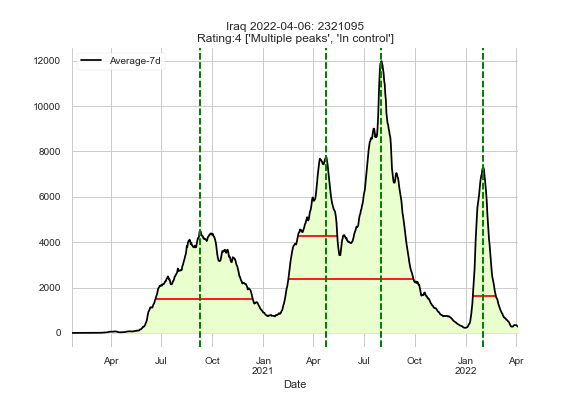 Iraq 2022-04-06: 2321095
Rating:4 ['Multiple peaks', 'In control']
Average-7d
12000
10000
8000
6000
4000
2000
0
Apr Jul Oct Jan Apr Jul Oct Jan Apr
2021 2022
Date